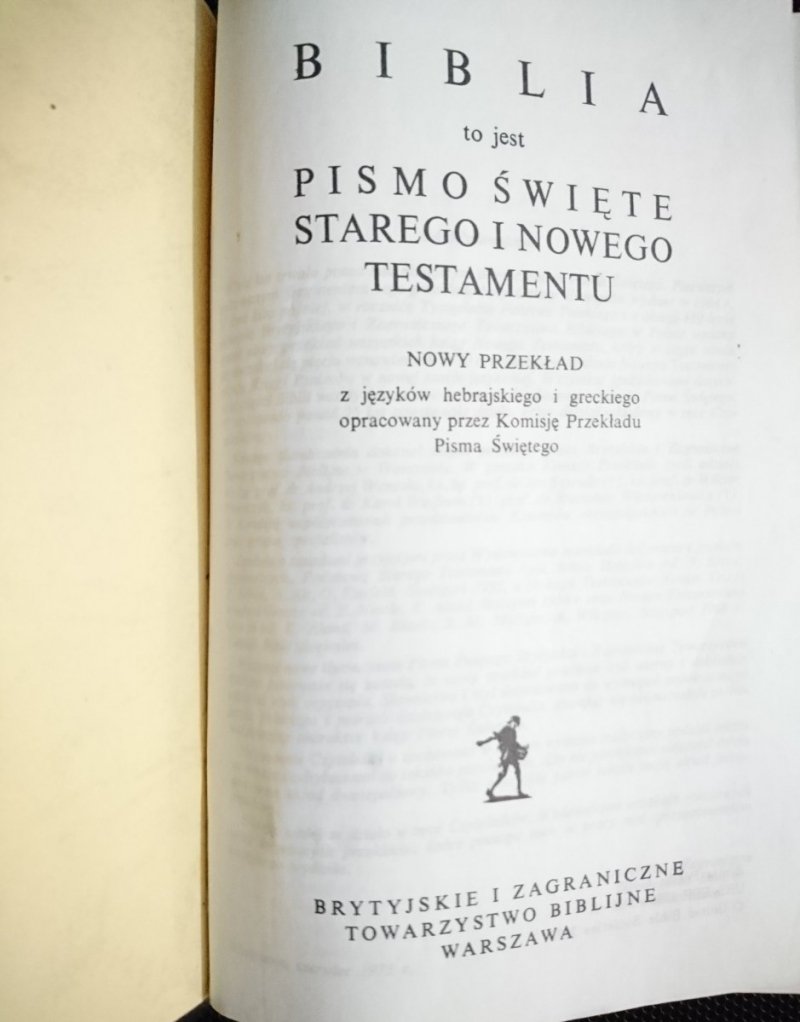 BIBLIA
to jest
PISMO ŚWIĘTE
STAREGO I NOWEGO
TESTAMENTU
NOWY PRZEKŁAD
z języków hebrajskiego i greckiego
opracowany przez Komisję Przekładu
Pisma Świętego
BRYTYJSKIE I ZAGRANICZNE
TOWARZYSTWO BIBLIJNE
WARSZAWA